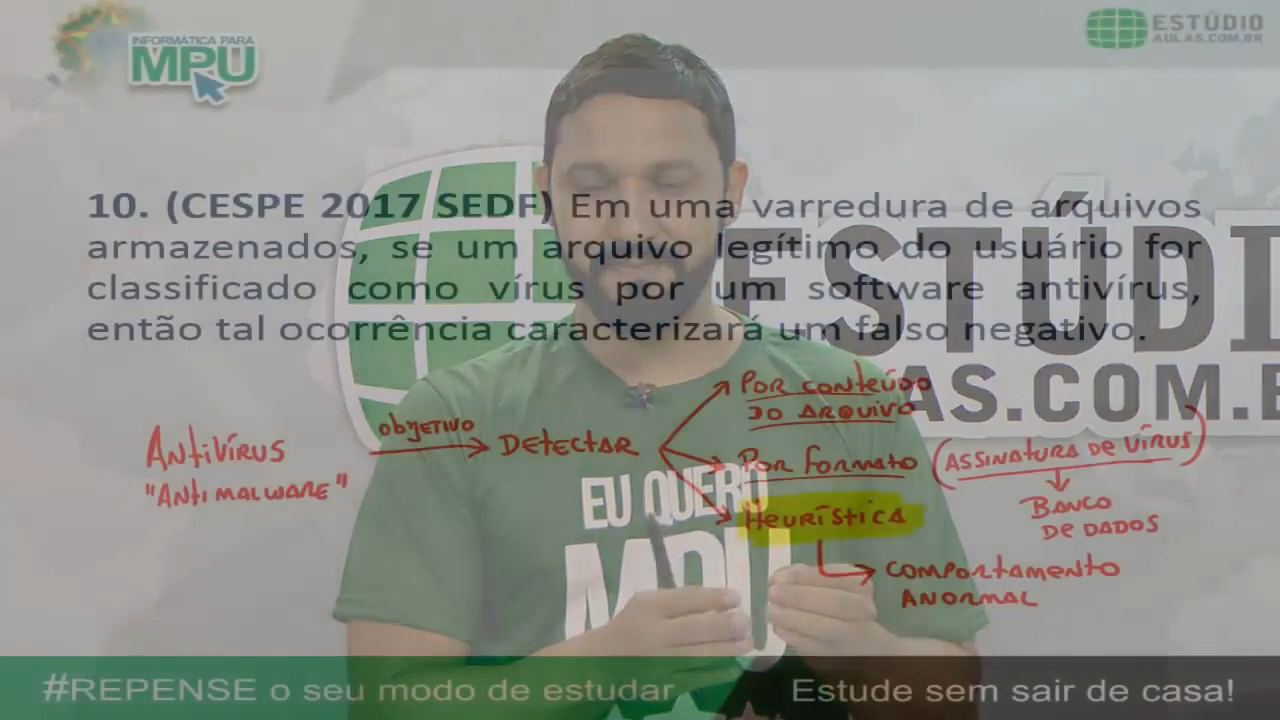 INFORMÁTICA PARA
MPU
ESTÚDIO
AULAS.COM.BR
10. (CESPE 2017 SEDF) Em uma varredura de arquivos
armazenados, se um arquivo legítimo do usuário for
classificado como vírus por um software antivírus,
então tal ocorrência caracterizará um falso negativo.
ESTÚDI
AS.COM.B
ANTIVÍRUS
"ANTIMALWARE"
OBJETIVO
DETECTAR
POR CONTEÚDO
DO ARQUIVO
POR FORMATO (ASSINATURA DE VÍRUS)
BANCO
DE DADOS
HEURÍSTICA
COMPORTAMENTO
ANORMAL
EU QUERO
MPU
#REPENSE o seu modo de estudar
Estude sem sair de casa!